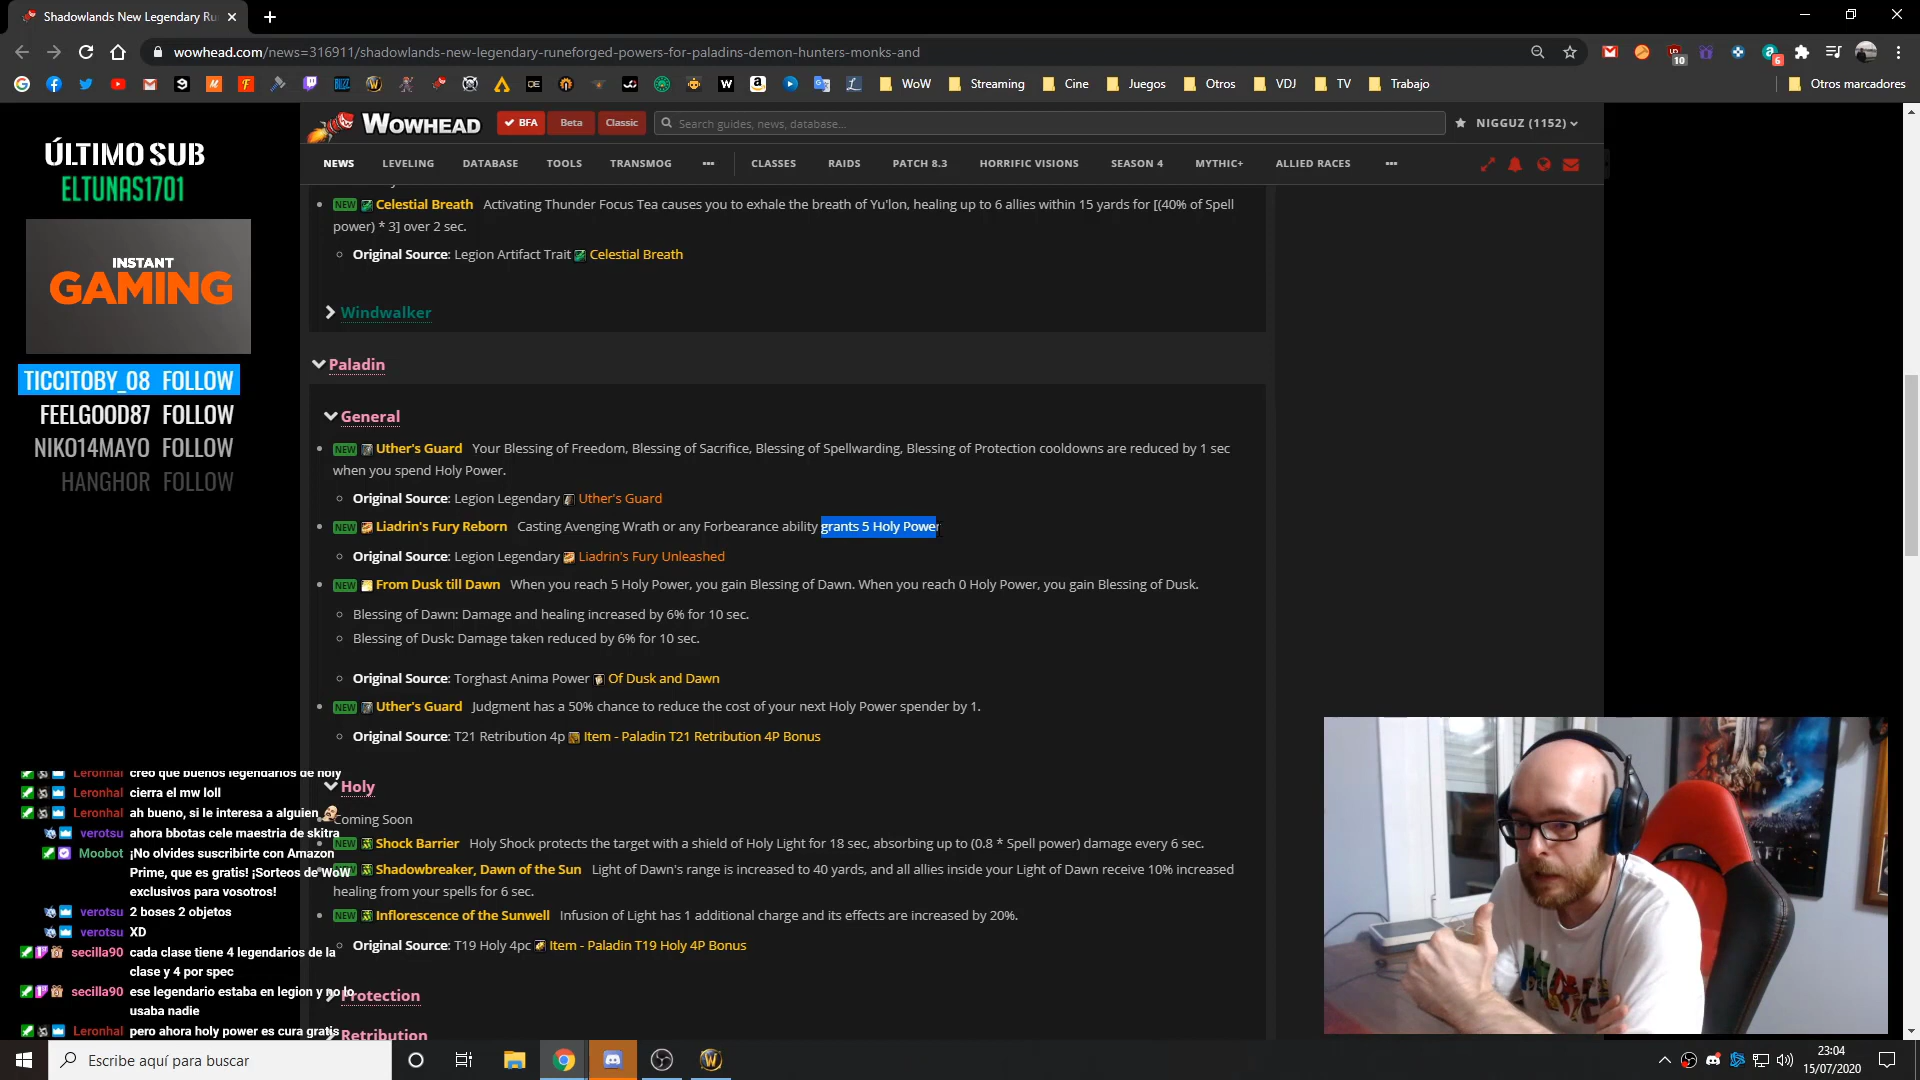 Shadowlands New Legendary Ru
wowhead.com/news=316911/shadowlands-new-legendary-runeforged-powers-for-paladins-demon-hunters-monks-and
10
6
WoW
Streaming
Cine
Juegos
Otros
VDJ
TV
Trabajo
Otros marcadores
WOWHEAD
BFA
Beta
Classic
Search guides, news, database...
NIGGUZ (1152)
NEWS
LEVELING
DATABASE
TOOLS
TRANSMOG
CLASSES
RAIDS
PATCH 8.3
HORRIFIC VISIONS
SEASON 4
MYTHIC+
ALLIED RACES
ÚLTIMO SUB
ELTUNAS1701
INSTANT
GAMING
TICCITOBY_08 FOLLOW
FEELGOOD87 FOLLOW
NIKO14MAYO FOLLOW
HANGHOR FOLLOW
NEW Celestial Breath Activating Thunder Focus Tea causes you to exhale the breath of Yu'lon, healing up to 6 allies within 15 yards for [(40% of Spell
power) * 3] over 2 sec.
Original Source: Legion Artifact Trait Celestial Breath
Windwalker
Paladin
General
NEW Uther's Guard Your Blessing of Freedom, Blessing of Sacrifice, Blessing of Spellwarding, Blessing of Protection cooldowns are reduced by 1 sec
when you spend Holy Power.
Original Source: Legion Legendary Uther's Guard
NEW Liadrin's Fury Reborn Casting Avenging Wrath or any Forbearance ability grants 5 Holy Power
Original Source: Legion Legendary Liadrin's Fury Unleashed
NEW From Dusk till Dawn When you reach 5 Holy Power, you gain Blessing of Dawn. When you reach 0 Holy Power, you gain Blessing of Dusk.
Blessing of Dawn: Damage and healing increased by 6% for 10 sec.
Blessing of Dusk: Damage taken reduced by 6% for 10 sec.
Original Source: Torghast Anima Power Of Dusk and Dawn
NEW Uther's Guard Judgment has a 50% chance to reduce the cost of your next Holy Power spender by 1.
Original Source: T21 Retribution 4p Item - Paladin T21 Retribution 4P Bonus
Holy
Coming Soon
NEW Shock Barrier Holy Shock protects the target with a shield of Holy Light for 18 sec, absorbing up to (0.8 * Spell power) damage every 6 sec.
NEW Shadowbreaker, Dawn of the Sun Light of Dawn's range is increased to 40 yards, and all allies inside your Light of Dawn receive 10% increased
healing from your spells for 6 sec.
NEW Inflorescence of the Sunwell Infusion of Light has 1 additional charge and its effects are increased by 20%.
Original Source: T19 Holy 4pc Item - Paladin T19 Holy 4P Bonus
Protection
Retribution
Leronhal creo que buenos legendarios de holy
Leronhal cierra el mw loll
Leronhal ah bueno, si le interesa a alguien
verotsu ahora bbotas cele maestria de skitra
Moobot ¡No olvides suscribirte con Amazon
Prime, que es gratis! ¡Sorteos de WoW
exclusivos para vosotros!
verotsu 2 boses 2 objetos
verotsu XD
secilla90 cada clase tiene 4 legendarios de la
clase y 4 por spec
secilla90 ese legendario estaba en legion y no lo
usaba nadie
Leronhal pero ahora holy power es cura gratis
Escribe aquí para buscar
23:04
15/07/2020